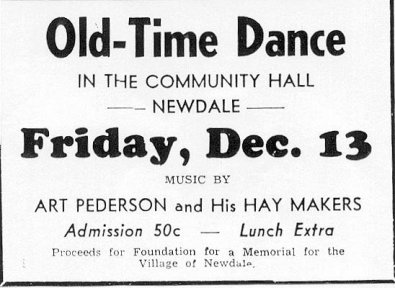 Old-Time Dance
IN THE COMMUNITY HALL
—— NEWDALE ——
Friday, Dec. 13
MUSIC BY
ART PEDERSON and His HAY MAKERS
Admission 50c — Lunch Extra
Proceeds for Foundation for a Memorial for the
Village of Newdale.